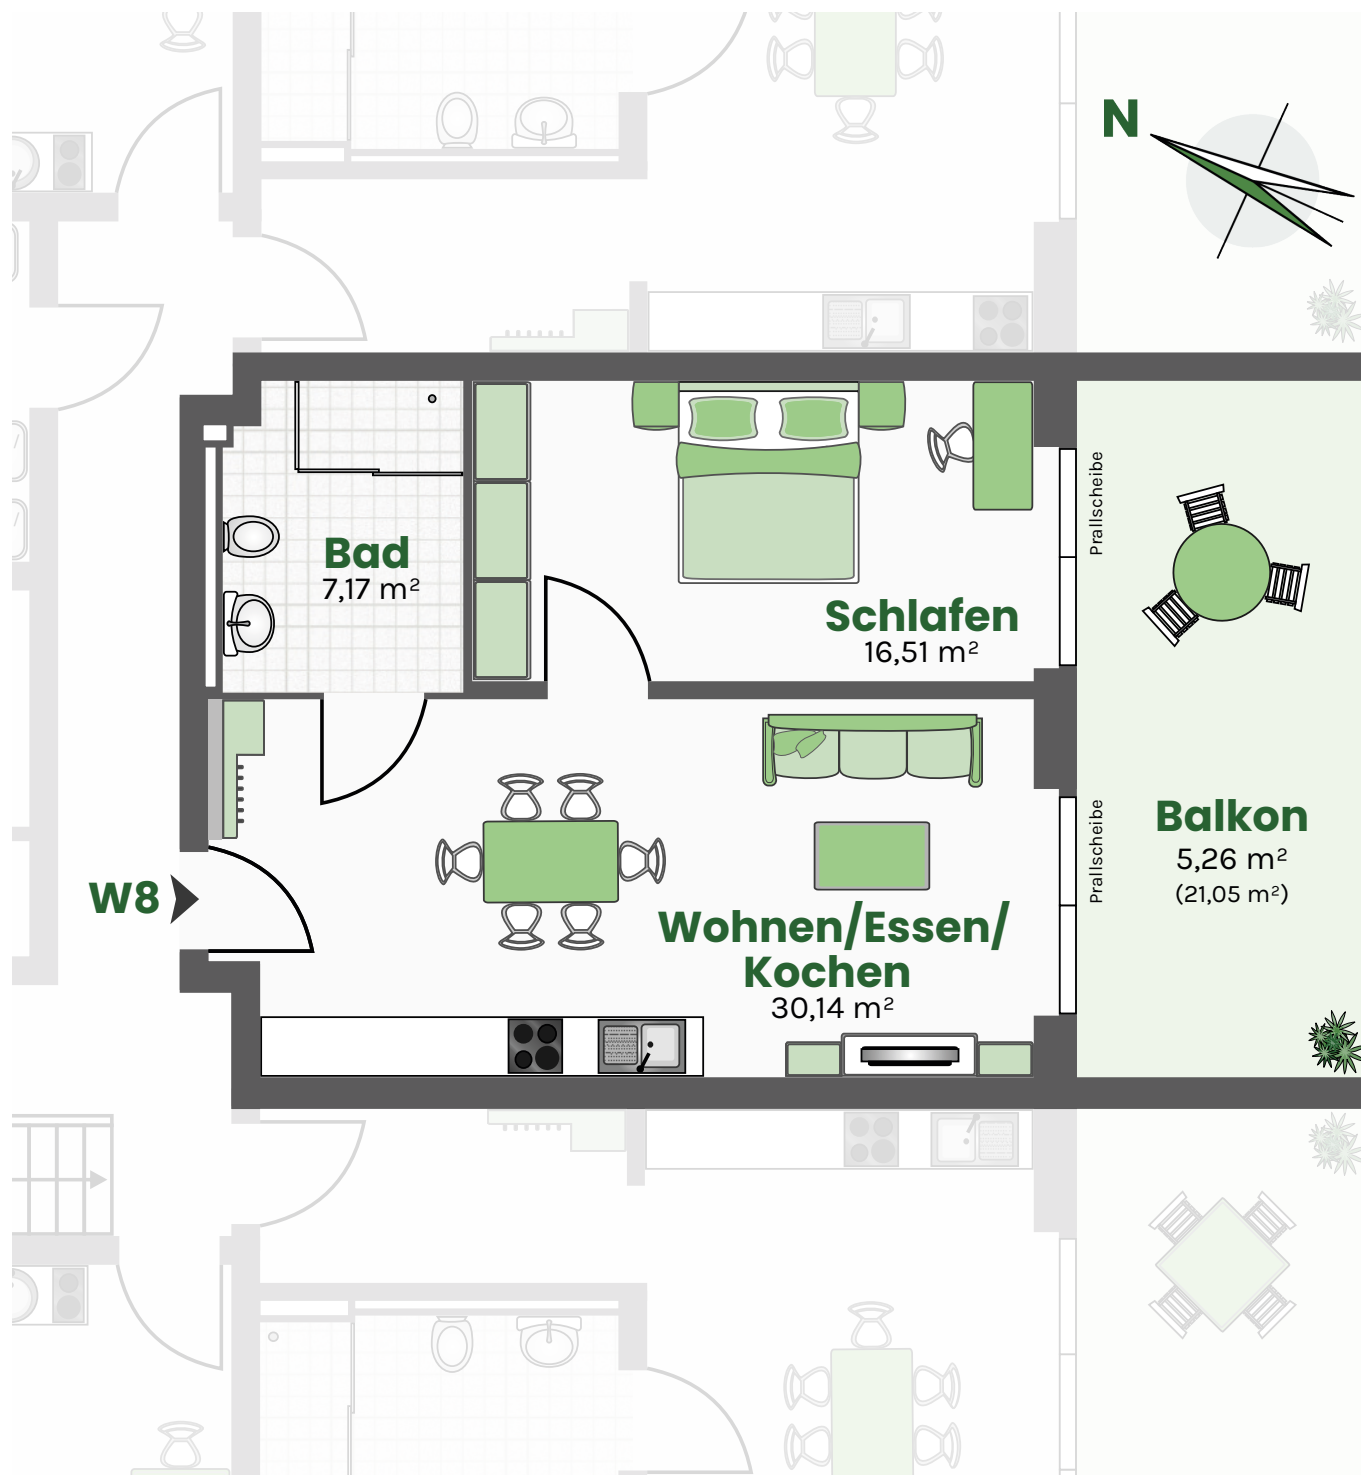 N
Prallscheibe
Bad
7,17 m²
Schlafen
16,51 m²
Prallscheibe
Balkon
5,26 m²
(21,05 m²)
W8
Wohnen/Essen/
Kochen
30,14 m²